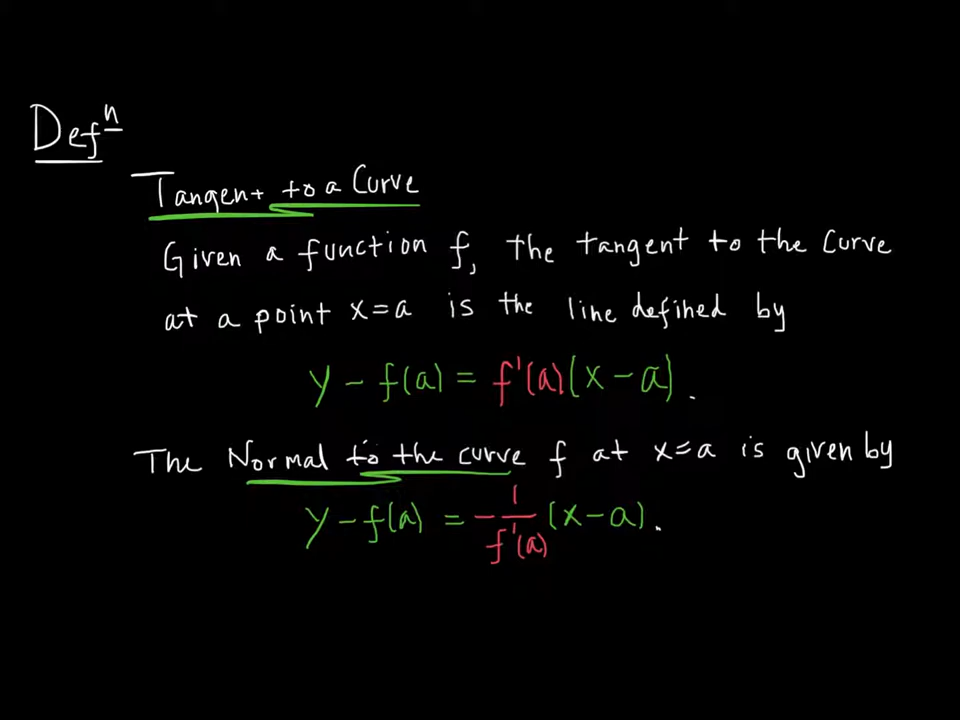 Defⁿ
Tangent to a Curve
Given a function f, the tangent to the Curve
at a point x=a is the line defined by
y - f(a) = f'(a)(x - a).
The Normal to the curve f at x=a is given by
y - f(a) = -1/f'(a) (x - a).